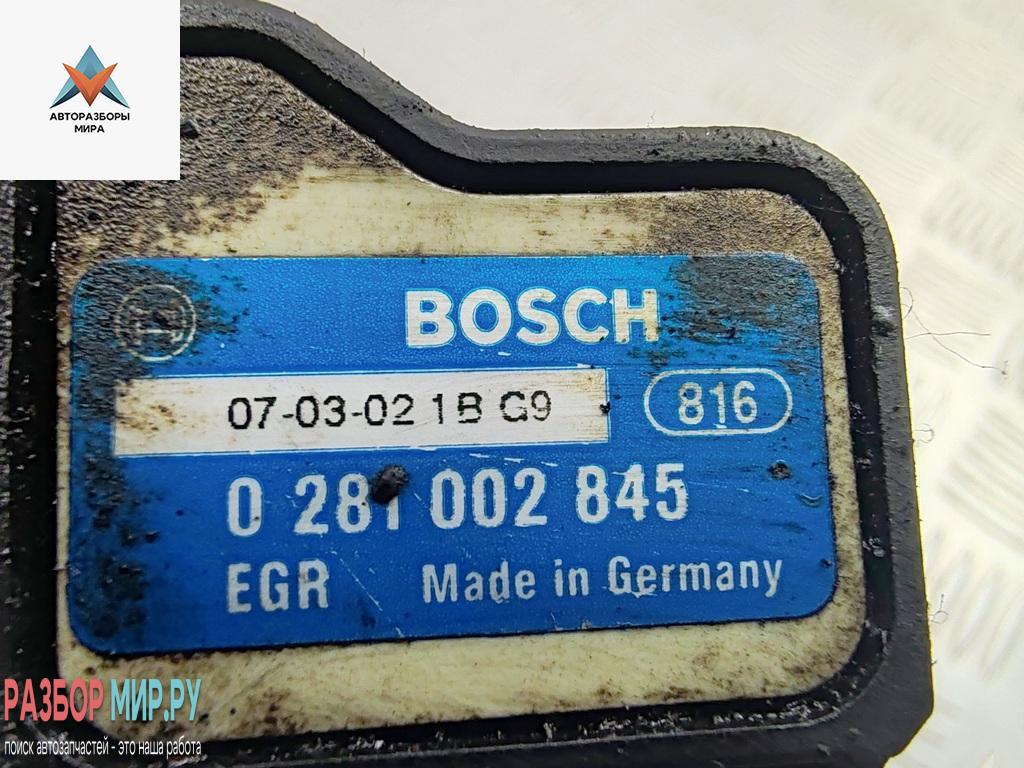 АВТОРАЗБОРЫ
МИРА
BOSCH
07-03-02 1B G9
816
0 281 002 845
EGR Made in Germany
РАЗБОР МИР.РУ
поиск автозапчастей - это наша работа